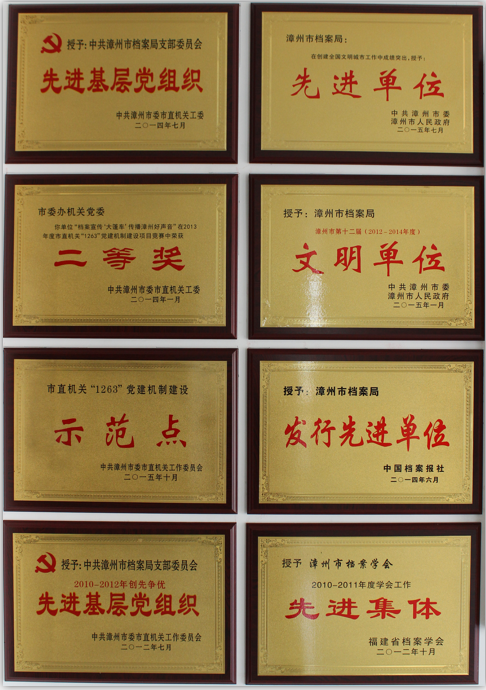 授予:中共漳州市档案局支部委员会
先进基层党组织
中共漳州市委市直机关工委
二〇一四年七月
漳州市档案局:
在创建全国文明城市工作中成绩突出,授予:
先进单位
中共漳州市委
漳州市人民政府
二〇一五年七月
市委办机关党委
你单位“档案宣传‘大篷车’传播漳州好声音”在2013
年度市直机关“1263”党建机制建设项目竞赛中荣获
二等奖
中共漳州市委市直机关工委
二〇一四年一月
授予:漳州市档案局
漳州市第十二届(2012-2014年度)
文明单位
中共漳州市委
漳州市人民政府
二〇一五年一月
市直机关“1263”党建机制建设
示范点
中共漳州市委市直机关工作委员会
二〇一五年十月
授予:漳州市档案局
发行先进单位
中国档案报社
二〇一四年六月
授予:中共漳州市档案局支部委员会
2010-2012年创先争优
先进基层党组织
中共漳州市委市直机关工作委员会
二〇一二年七月
授予 漳州市档案学会
2010-2011年度学会工作
先进集体
福建省档案学会
二〇一二年十月